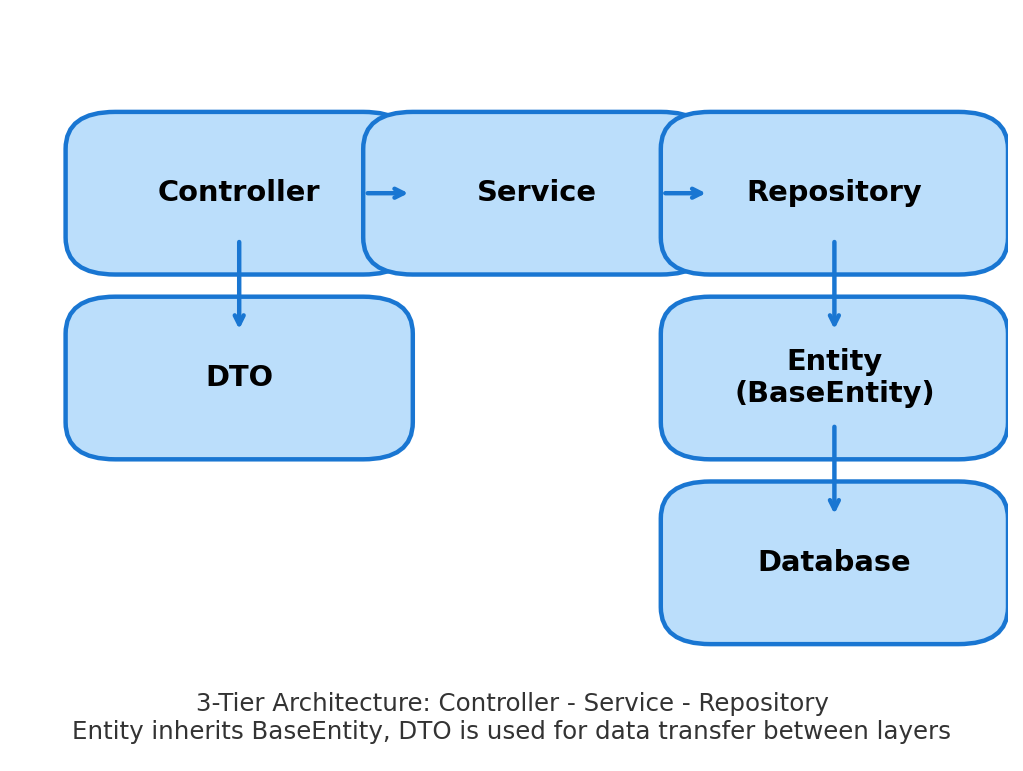 Controller
Service
Repository
DTO
Entity
(BaseEntity)
Database
3-Tier Architecture: Controller - Service - Repository
Entity inherits BaseEntity, DTO is used for data transfer between layers